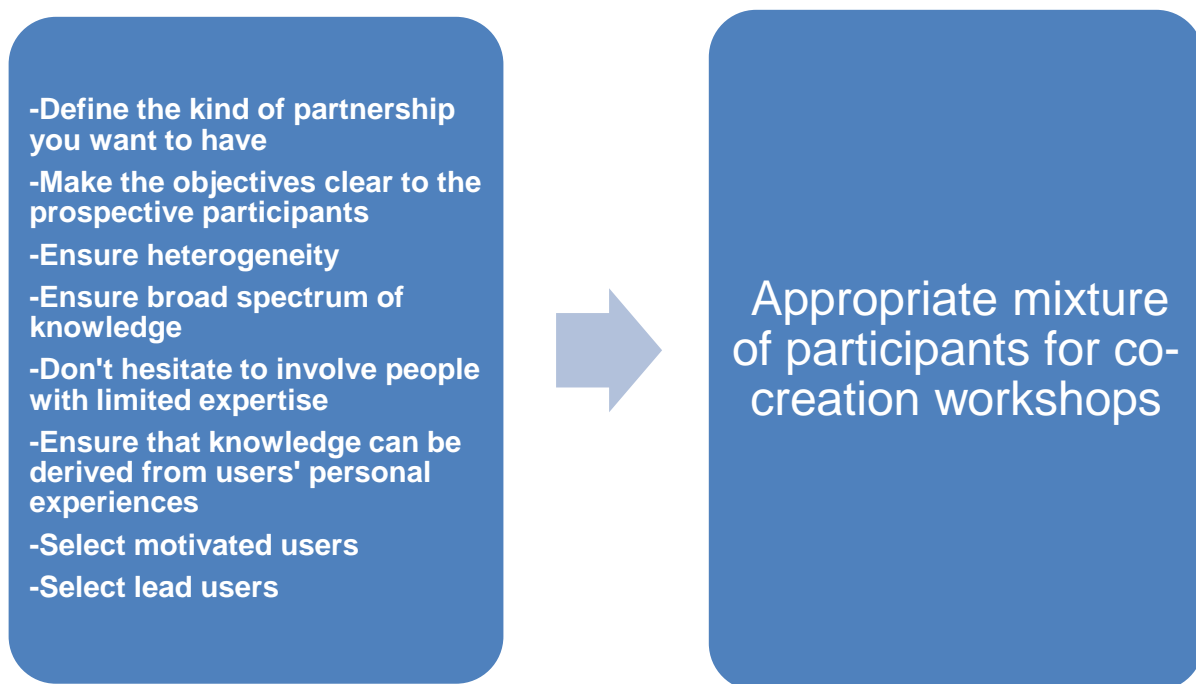 -Define the kind of partnership
you want to have
-Make the objectives clear to the
prospective participants
-Ensure heterogeneity
-Ensure broad spectrum of
knowledge
-Don't hesitate to involve people
with limited expertise
-Ensure that knowledge can be
derived from users' personal
experiences
-Select motivated users
-Select lead users
Appropriate mixture
of participants for co-
creation workshops